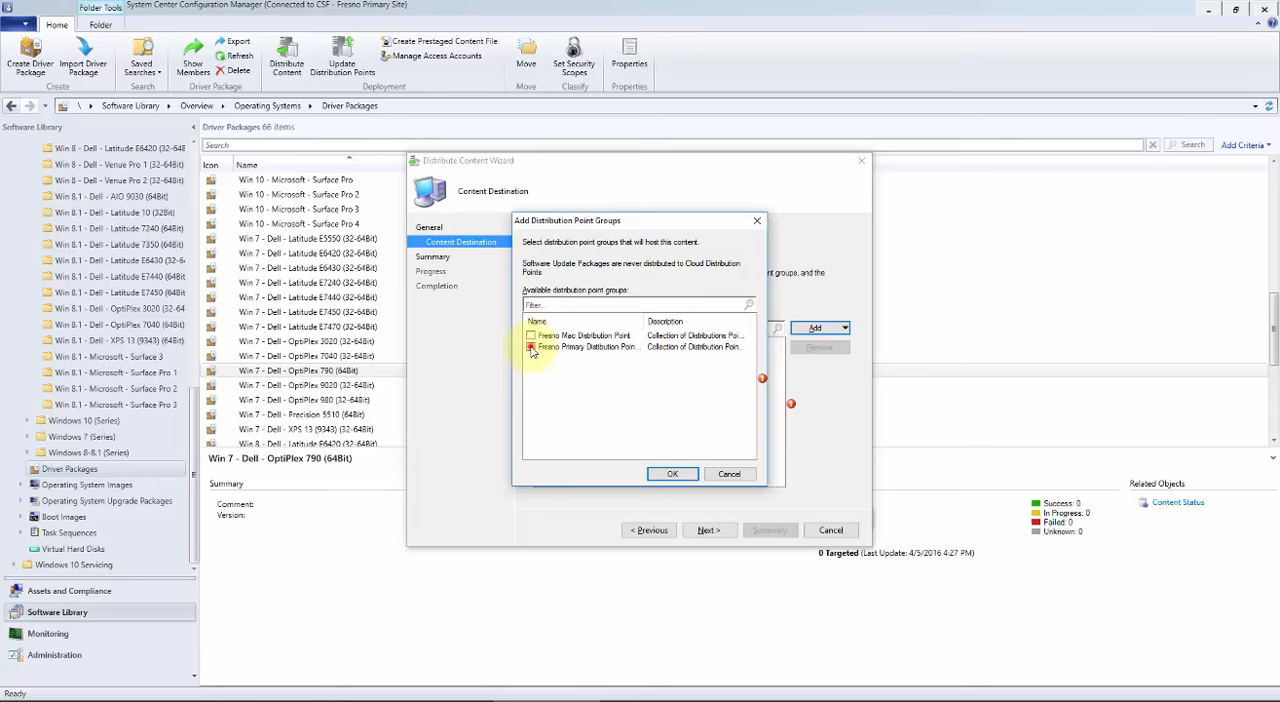 Folder Tools
System Center Configuration Manager (Connected to CSF - Fresno Primary Site)
Home
Folder
Create Driver Package
Import Driver Package
Saved Searches
Show Members
Export
Refresh
Delete
Distribute Content
Update Distribution Points
Create Prestaged Content File
Manage Access Accounts
Move
Set Security Scopes
Properties
Create
Search
Driver Package
Deployment
Move
Classify
Properties
\ Software Library Overview Operating Systems Driver Packages
Software Library
Win 8 - Dell - Latitude E6420 (32-64B
Win 8 - Dell - Venue Pro 1 (32-64Bit)
Win 8 - Dell - Venue Pro 2 (32-64Bit)
Win 8.1 - Dell - AIO 9030 (64Bit)
Win 8.1 - Dell - Latitude 10 (32Bit)
Win 8.1 - Dell - Latitude 7240 (64Bit)
Win 8.1 - Dell - Latitude 7350 (64Bit)
Win 8.1 - Dell - Latitude E6430 (64Bit)
Win 8.1 - Dell - Latitude E7440 (64Bit)
Win 8.1 - Dell - Latitude E7450 (64Bit)
Win 8.1 - Dell - OptiPlex 3020 (64Bit)
Win 8.1 - Dell - OptiPlex 7040 (64Bit)
Win 8.1 - Dell - XPS 13 (9343) (64Bit)
Win 8.1 - Microsoft - Surface 3
Win 8.1 - Microsoft - Surface Pro 1
Win 8.1 - Microsoft - Surface Pro 2
Win 8.1 - Microsoft - Surface Pro 3
Windows 10 (Series)
Windows 7 (Series)
Windows 8-8.1 (Series)
Driver Packages
Operating System Images
Operating System Upgrade Packages
Boot Images
Task Sequences
Virtual Hard Disks
Windows 10 Servicing
Assets and Compliance
Software Library
Monitoring
Administration
Ready
Driver Packages 66 items
Search
Search
Add Criteria
Icon Name
Win 10 - Microsoft - Surface Pro
Win 10 - Microsoft - Surface Pro 2
Win 10 - Microsoft - Surface Pro 3
Win 10 - Microsoft - Surface Pro 4
Win 7 - Dell - Latitude E5550 (32-64Bit)
Win 7 - Dell - Latitude E6420 (32-64Bit)
Win 7 - Dell - Latitude E6430 (32-64Bit)
Win 7 - Dell - Latitude E7240 (32-64Bit)
Win 7 - Dell - Latitude E7440 (32-64Bit)
Win 7 - Dell - Latitude E7450 (32-64Bit)
Win 7 - Dell - Latitude E7470 (32-64Bit)
Win 7 - Dell - OptiPlex 3020 (32-64Bit)
Win 7 - Dell - OptiPlex 7040 (32-64Bit)
Win 7 - Dell - OptiPlex 790 (64Bit)
Win 7 - Dell - OptiPlex 9020 (32-64Bit)
Win 7 - Dell - OptiPlex 980 (32-64Bit)
Win 7 - Dell - Precision 5510 (64Bit)
Win 7 - Dell - XPS 13 (9343) (64Bit)
Win 8 - Dell - Latitude E6420 (32-64Bit)
Distribute Content Wizard
Content Destination
General
Content Destination
Summary
Progress
Completion
point groups, and the
Add
Remove
< Previous
Next >
Summary
Cancel
Add Distribution Point Groups
Select distribution point groups that will host this content.
Software Update Packages are never distributed to Cloud Distribution
Points
Available distribution point groups:
Filter...
Name Description
Fresno Mac Distribution Point Collection of Distributions Poi...
Fresno Primary Distibution Poin... Collection of Distribution Poin...
OK
Cancel
Win 7 - Dell - OptiPlex 790 (64Bit)
Summary
Comment:
Version:
Success: 0
In Progress: 0
Failed: 0
Unknown: 0
0 Targeted (Last Update: 4/5/2016 4:27 PM)
Related Objects
Content Status